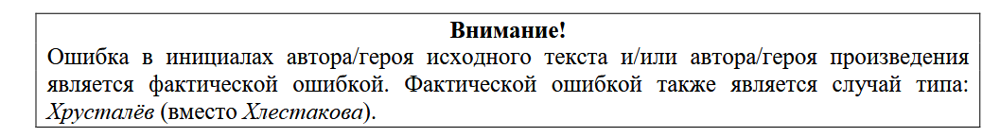 Внимание!
Ошибка в инициалах автора/героя исходного текста и/или автора/героя произведения
является фактической ошибкой. Фактической ошибкой также является случай типа:
Хрусталёв (вместо Хлестакова).